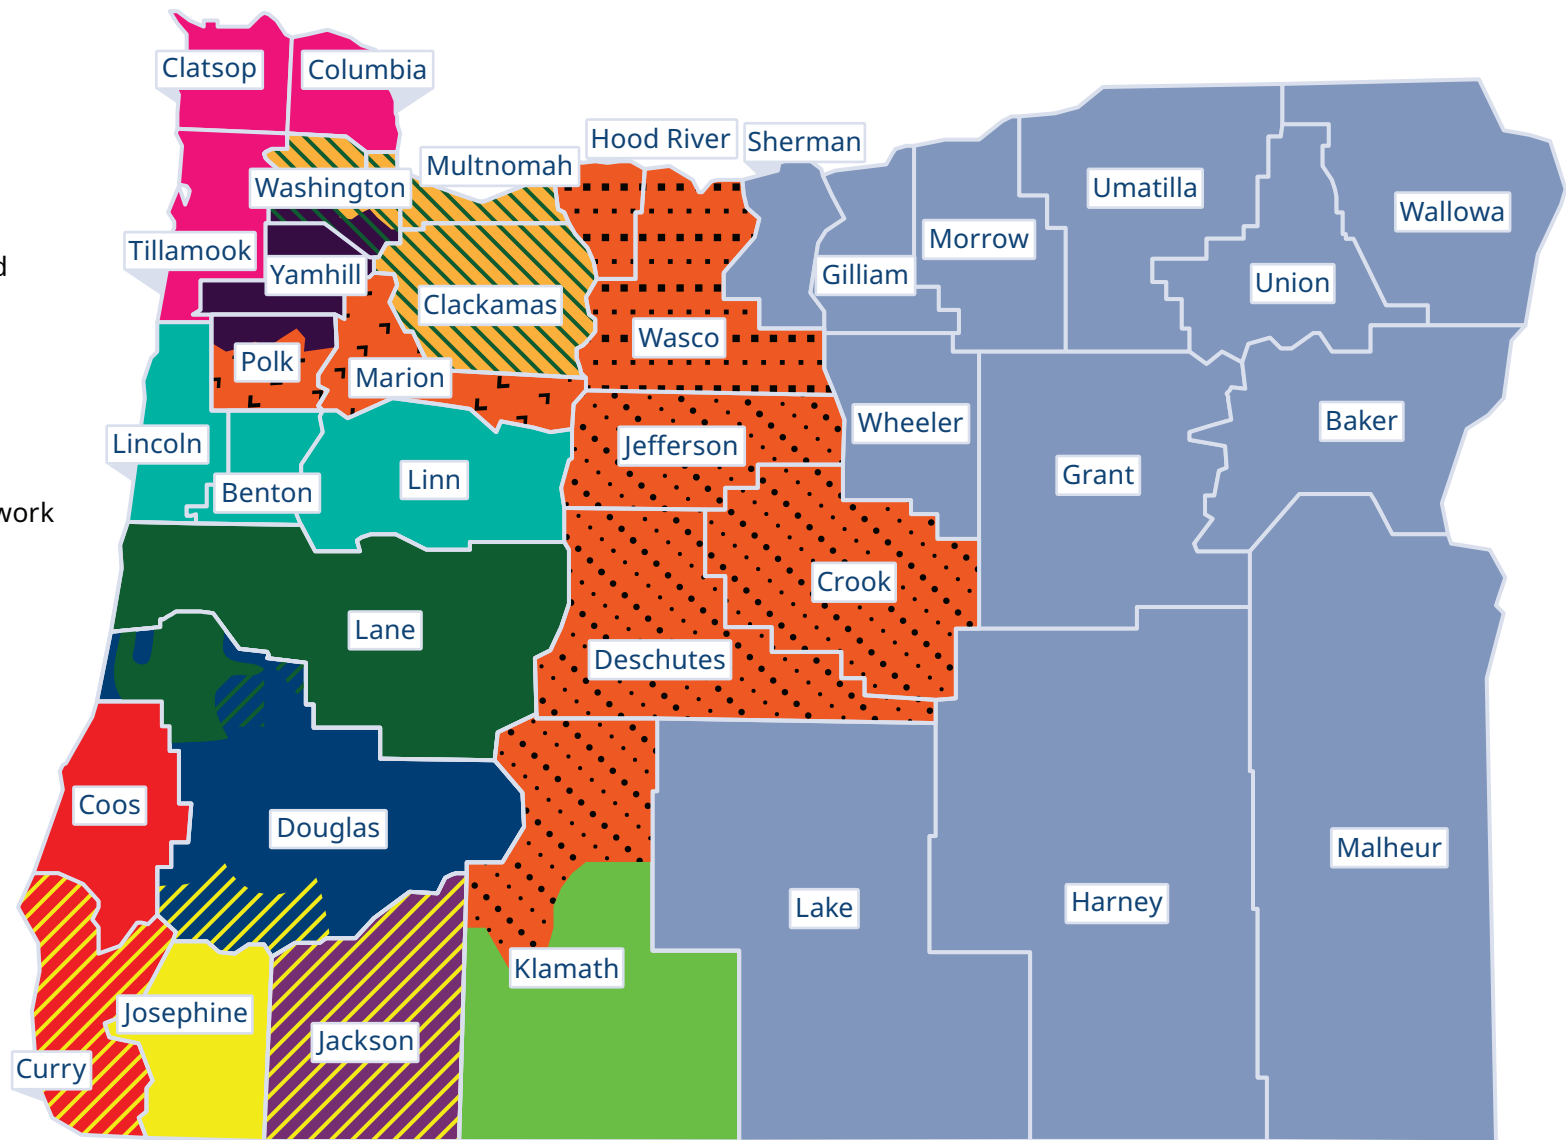 Clatsop
Columbia
Hood River
Sherman
Multnomah
Washington
Umatilla
Wallowa
Tillamook
Morrow
d
Yamhill
Gilliam
Union
Clackamas
Wasco
Polk
Marion
Wheeler
Baker
Lincoln
Jefferson
Linn
Grant
Benton
work
Crook
Lane
Deschutes
Coos
Douglas
Malheur
Lake
Harney
Klamath
Josephine
Jackson
Curry